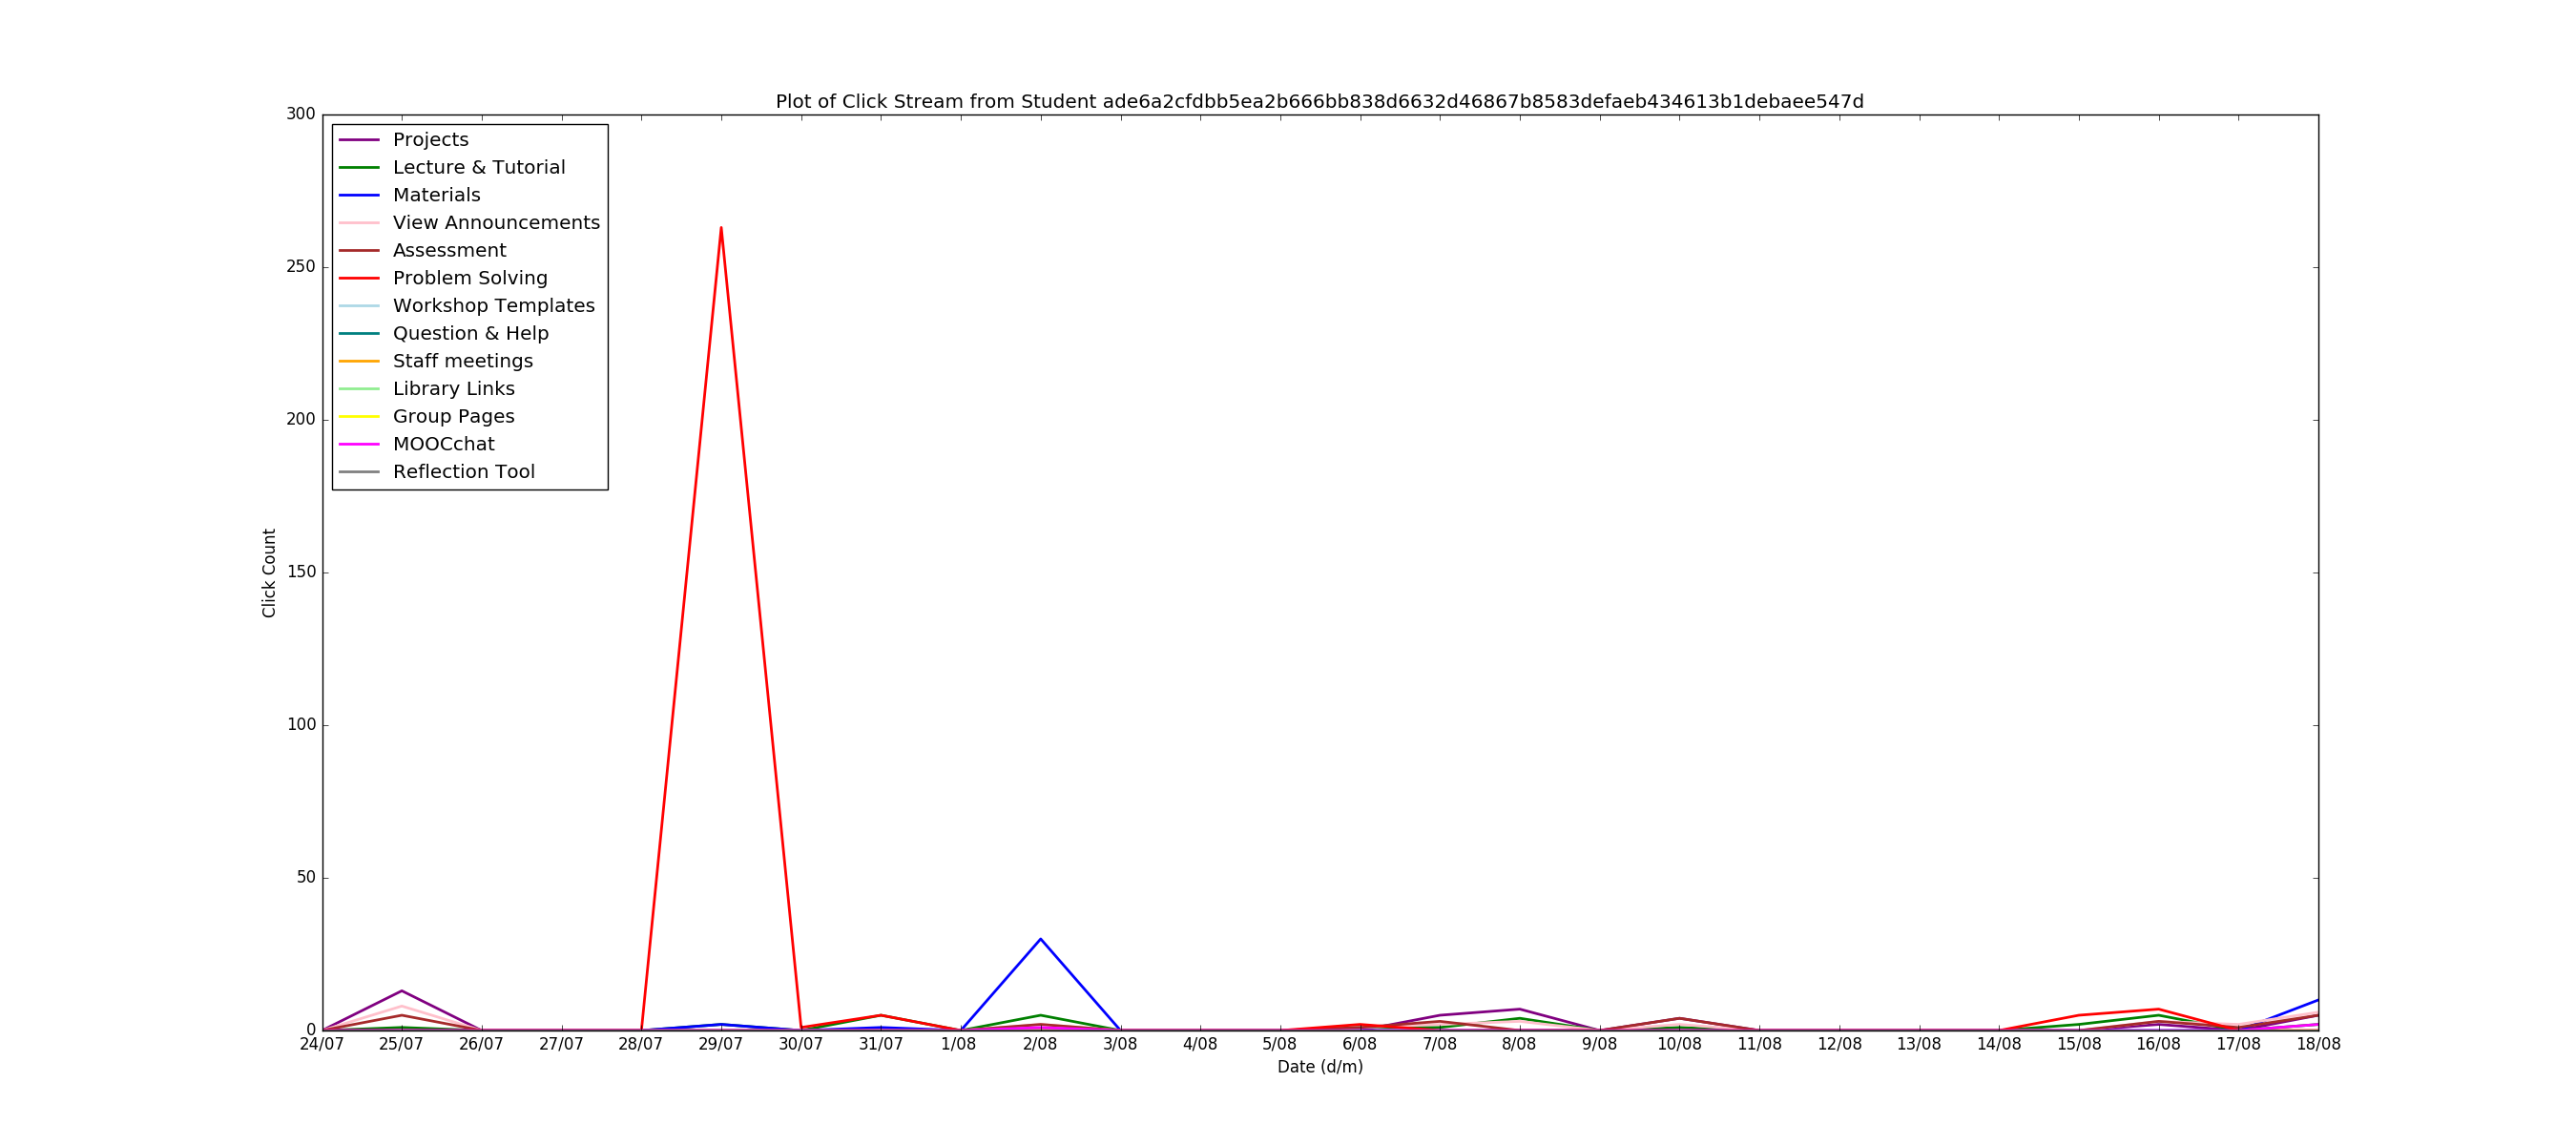 Plot of Click Stream from Student ade6a2cfdbb5ea2b666bb838d6632d46867b8583defaeb434613b1debaee547d
300
250
200
150
100
50
0
Click Count
Projects
Lecture & Tutorial
Materials
View Announcements
Assessment
Problem Solving
Workshop Templates
Question & Help
Staff meetings
Library Links
Group Pages
MOOCchat
Reflection Tool
24/07 25/07 26/07 27/07 28/07 29/07 30/07 31/07 1/08 2/08 3/08 4/08 5/08 6/08 7/08 8/08 9/08 10/08 11/08 12/08 13/08 14/08 15/08 16/08 17/08 18/08
Date (d/m)